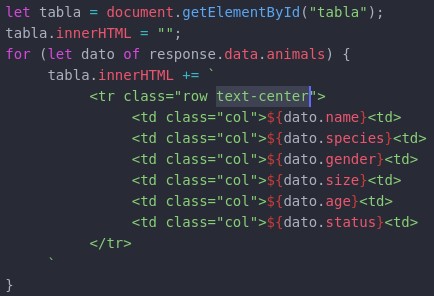 let tabla = document.getElementById("tabla");
tabla.innerHTML = "";
for (let dato of response.data.animals) {
tabla.innerHTML += `
<tr class="row text-center">
<td class="col">${dato.name}<td>
<td class="col">${dato.species}<td>
<td class="col">${dato.gender}<td>
<td class="col">${dato.size}<td>
<td class="col">${dato.age}<td>
<td class="col">${dato.status}<td>
</tr>
`
}